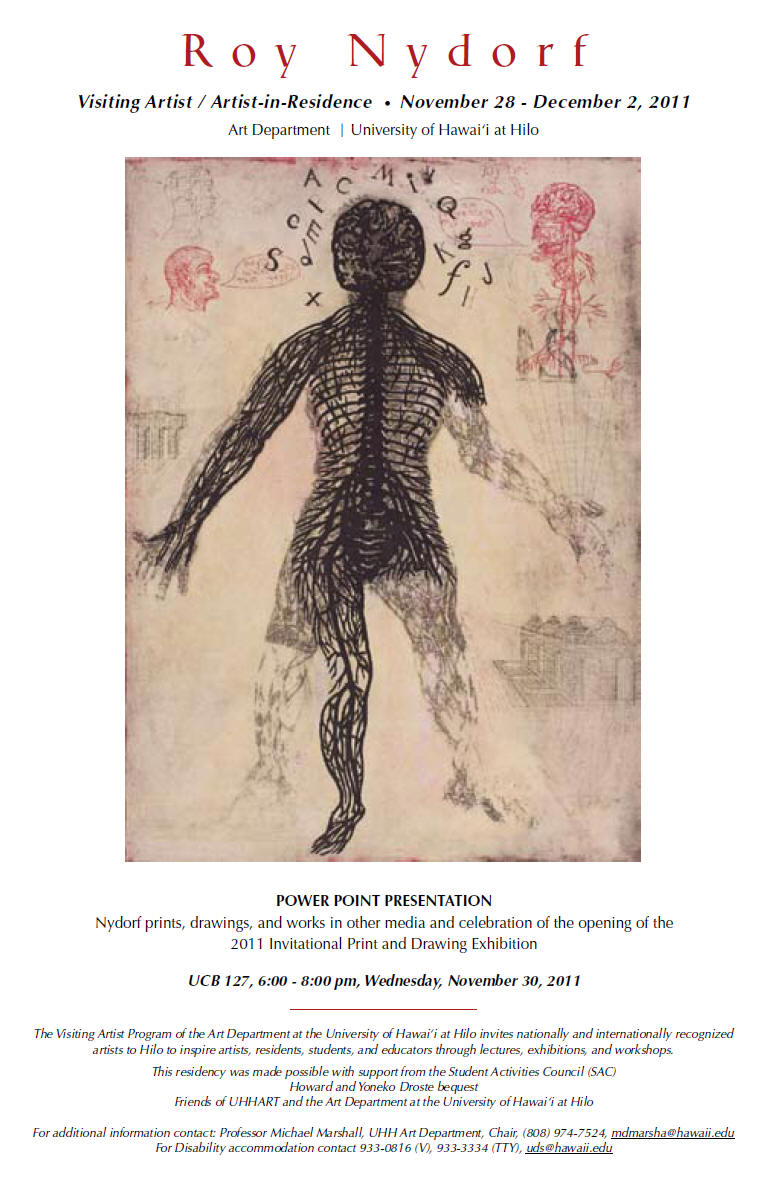 Roy Nydorf
Visiting Artist / Artist-in-Residence • November 28 - December 2, 2011
Art Department | University of Hawai‘i at Hilo
A C M i
Q
e l E d
S
g
K f J
x
POWER POINT PRESENTATION
Nydorf prints, drawings, and works in other media and celebration of the opening of the
2011 Invitational Print and Drawing Exhibition
UCB 127, 6:00 - 8:00 pm, Wednesday, November 30, 2011
The Visiting Artist Program of the Art Department at the University of Hawai‘i at Hilo invites nationally and internationally recognized
artists to Hilo to inspire artists, residents, students, and educators through lectures, exhibitions, and workshops.
This residency was made possible with support from the Student Activities Council (SAC)
Howard and Yoneko Droste bequest
Friends of UHHART and the Art Department at the University of Hawai‘i at Hilo
For additional information contact: Professor Michael Marshall, UHH Art Department, Chair, (808) 974-7524, mdmarsha@hawaii.edu
For Disability accommodation contact 933-0816 (V), 933-3334 (TTY), uds@hawaii.edu